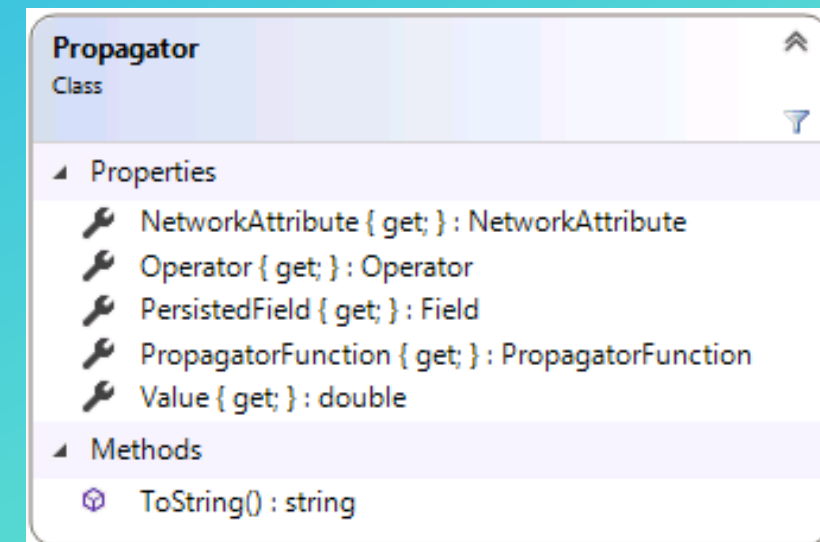 Propagator
Class
Properties
NetworkAttribute { get; } : NetworkAttribute
Operator { get; } : Operator
PersistedField { get; } : Field
PropagatorFunction { get; } : PropagatorFunction
Value { get; } : double
Methods
ToString() : string